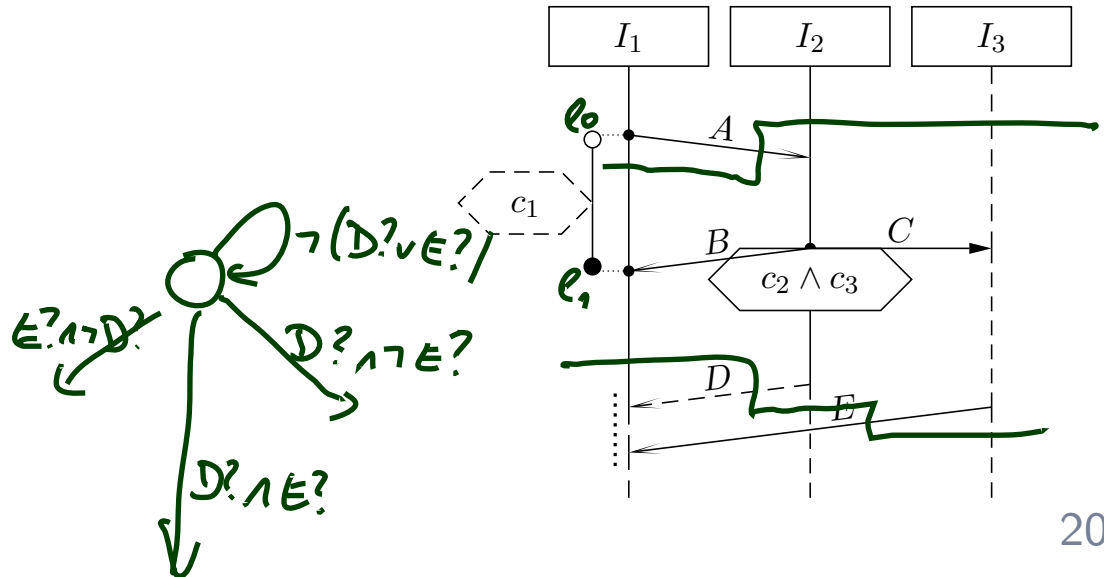 I₁ I₂ I₃
ℓ₀
A
c₁
¬(D?∨E?)
B
C
ℓ₁
c₂ ∧ c₃
E?∧¬D?
D?∧¬E?
D
E
D?∧E?
20